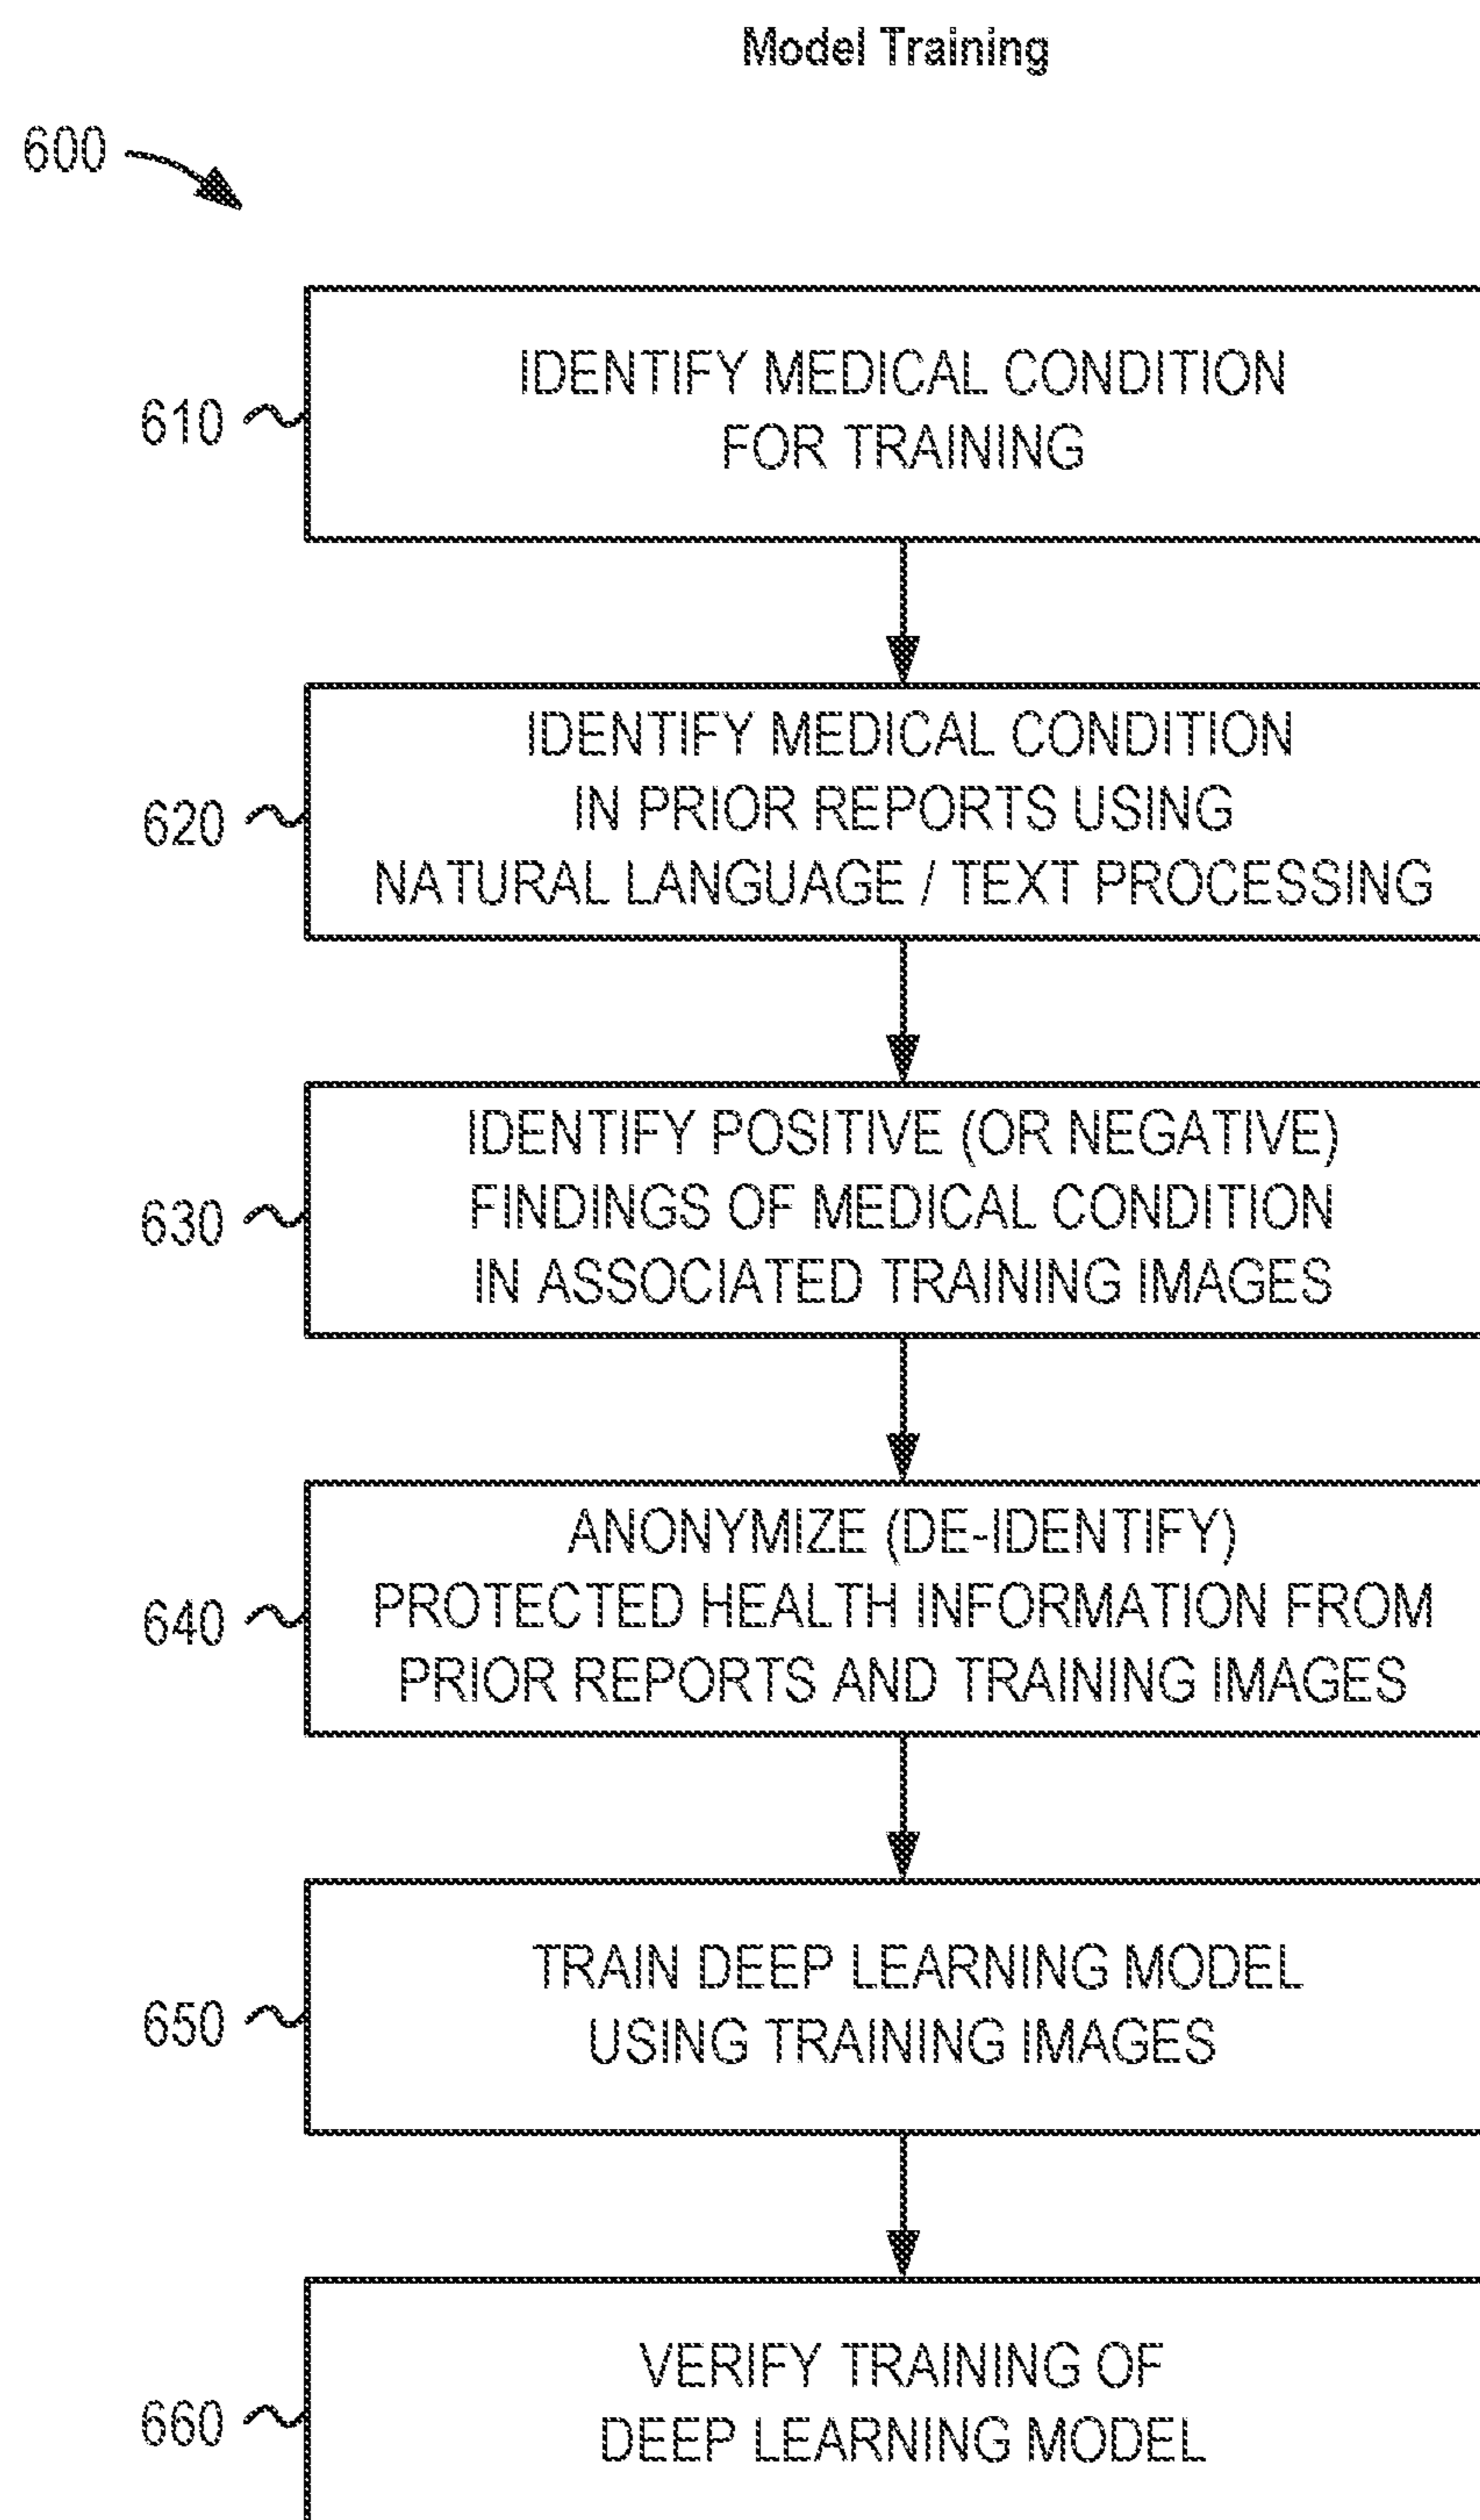 Model Training
600
610
IDENTIFY MEDICAL CONDITION
FOR TRAINING
620
IDENTIFY MEDICAL CONDITION
IN PRIOR REPORTS USING
NATURAL LANGUAGE / TEXT PROCESSING
630
IDENTIFY POSITIVE (OR NEGATIVE)
FINDINGS OF MEDICAL CONDITION
IN ASSOCIATED TRAINING IMAGES
640
ANONYMIZE (DE-IDENTIFY)
PROTECTED HEALTH INFORMATION FROM
PRIOR REPORTS AND TRAINING IMAGES
650
TRAIN DEEP LEARNING MODEL
USING TRAINING IMAGES
660
VERIFY TRAINING OF
DEEP LEARNING MODEL